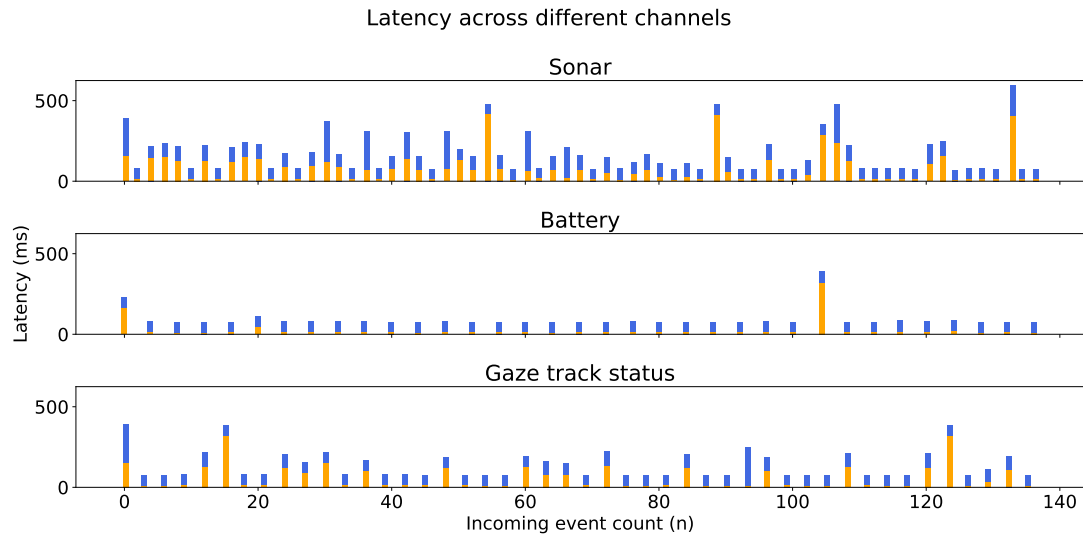 Latency across different channels
Sonar
500
0
Battery
500
0
Latency (ms)
Gaze track status
500
0
0 20 40 60 80 100 120 140
Incoming event count (n)